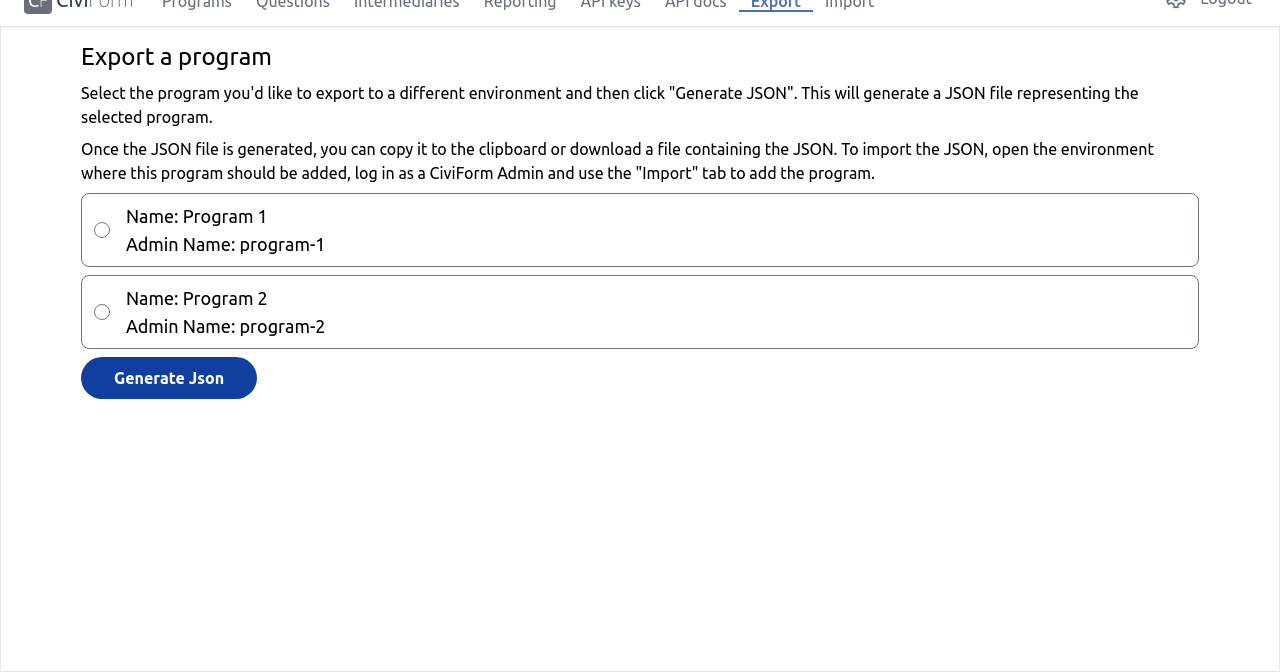 CF CiviForm Programs Questions Intermediaries Reporting API keys API docs Export Import Logout
Export a program
Select the program you'd like to export to a different environment and then click "Generate JSON". This will generate a JSON file representing the
selected program.
Once the JSON file is generated, you can copy it to the clipboard or download a file containing the JSON. To import the JSON, open the environment
where this program should be added, log in as a CiviForm Admin and use the "Import" tab to add the program.
Name: Program 1
Admin Name: program-1
Name: Program 2
Admin Name: program-2
Generate Json